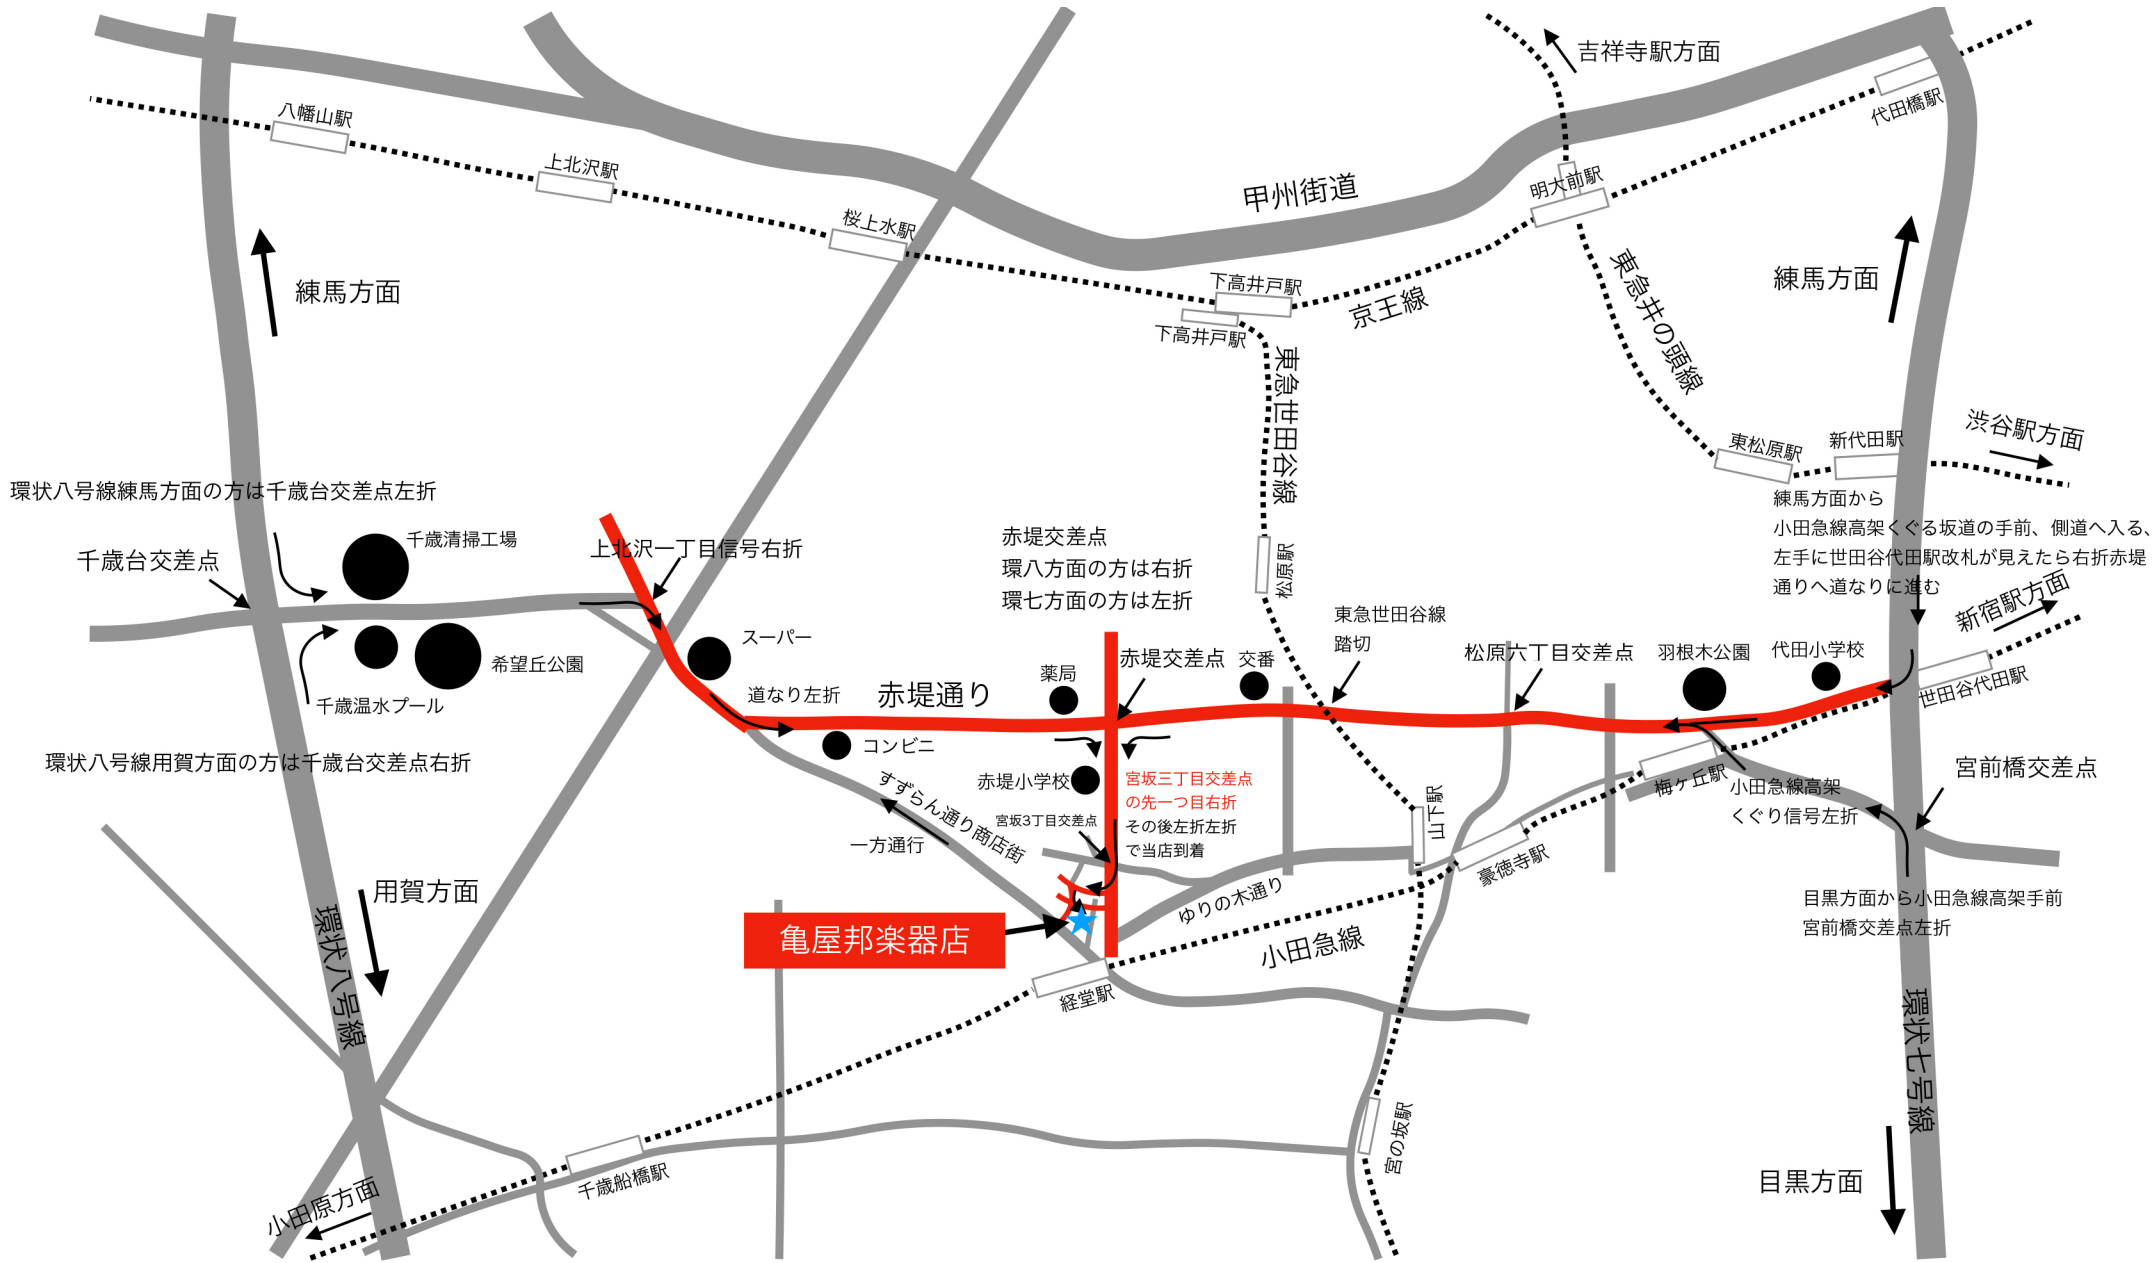 吉祥寺駅方面
代田橋駅
八幡山駅
上北沢駅
桜上水駅
甲州街道
明大前駅
下高井戸駅
下高井戸駅
京王線
東急井の頭線
練馬方面
練馬方面
東急世田谷線
東松原駅
新代田駅
渋谷駅方面
環状八号線練馬方面の方は千歳台交差点左折
千歳台交差点
千歳清掃工場
上北沢一丁目信号右折
赤堤交差点
環八方面の方は右折
環七方面の方は左折
松原駅
練馬方面から
小田急線高架くぐる坂道の手前、側道へ入る、
左手に世田谷代田駅改札が見えたら右折赤堤
通りへ道なりに進む
新宿駅方面
東急世田谷線
踏切
松原六丁目交差点
羽根木公園
代田小学校
世田谷代田駅
スーパー
希望丘公園
千歳温水プール
道なり左折
赤堤通り
薬局
赤堤交差点
交番
コンビニ
環状八号線用賀方面の方は千歳台交差点右折
赤堤小学校
宮坂三丁目交差点
の先一つ目右折
その後左折左折
で当店到着
宮坂3丁目交差点
すずらん通り商店街
一方通行
山下駅
豪徳寺駅
梅ヶ丘駅
小田急線高架
くぐり信号左折
宮前橋交差点
目黒方面から小田急線高架手前
宮前橋交差点左折
用賀方面
環状八号線
亀屋邦楽器店
ゆりの木通り
小田急線
経堂駅
環状七号線
宮の坂駅
千歳船橋駅
小田原方面
目黒方面